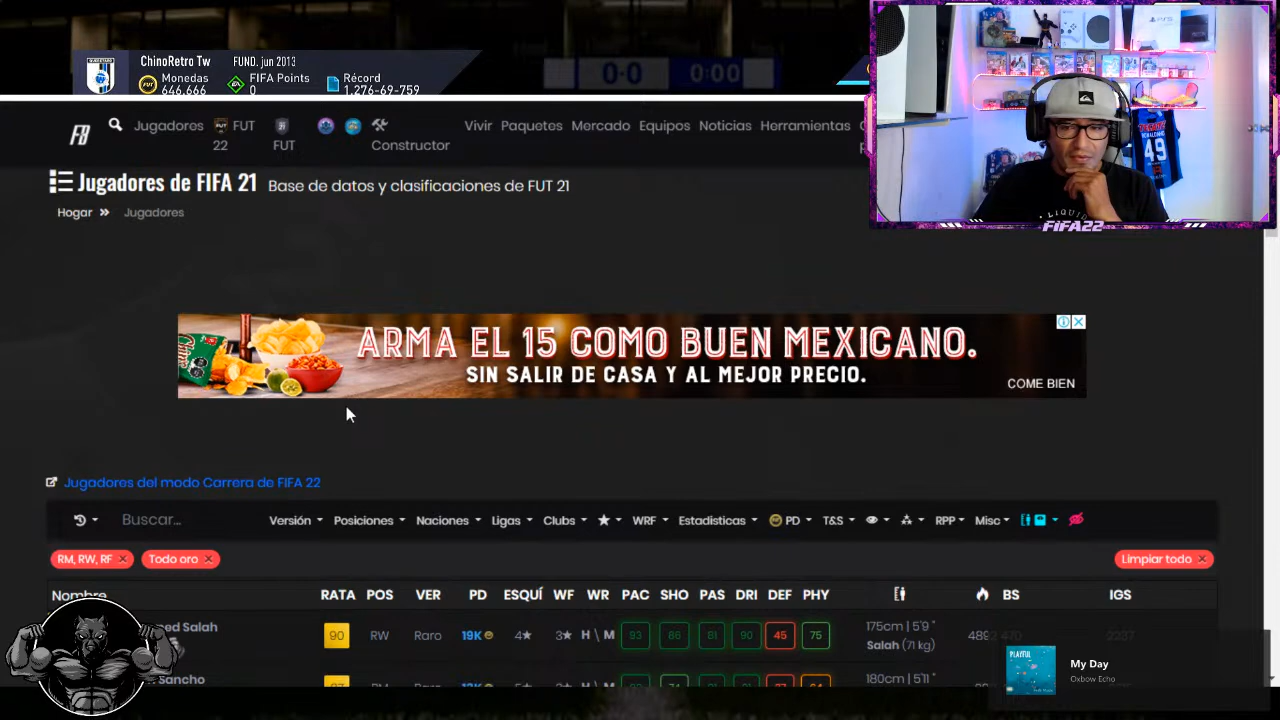 ChinoRetro Tw FUND. jun 2013
Monedas FIFA Points Récord
646,666 0 1,276-69-759
0-0 0:00
Jugadores FUT 22 FUT Constructor Vivir Paquetes Mercado Equipos Noticias Herramientas
Jugadores de FIFA 21 Base de datos y clasificaciones de FUT 21
Hogar » Jugadores
ARMA EL 15 COMO BUEN MEXICANO.
SIN SALIR DE CASA Y AL MEJOR PRECIO.
COME BIEN
Jugadores del modo Carrera de FIFA 22
Buscar... Versión Posiciones Naciones Ligas Clubs WRF Estadisticas PD T&S RPP Misc
RM, RW, RF Todo oro Limpiar todo
Nombre RATA POS VER PD ESQUÍ WF WR PAC SHO PAS DRI DEF PHY BS IGS
Salah 90 RW Raro 19K 4★ 3★ H \ M 93 86 81 90 45 75 175cm | 5'9 "
Salah (71 kg)
Sancho 180cm | 5'11 "
FIFA22
49
PLAYFUL
My Day
Oxbow Echo